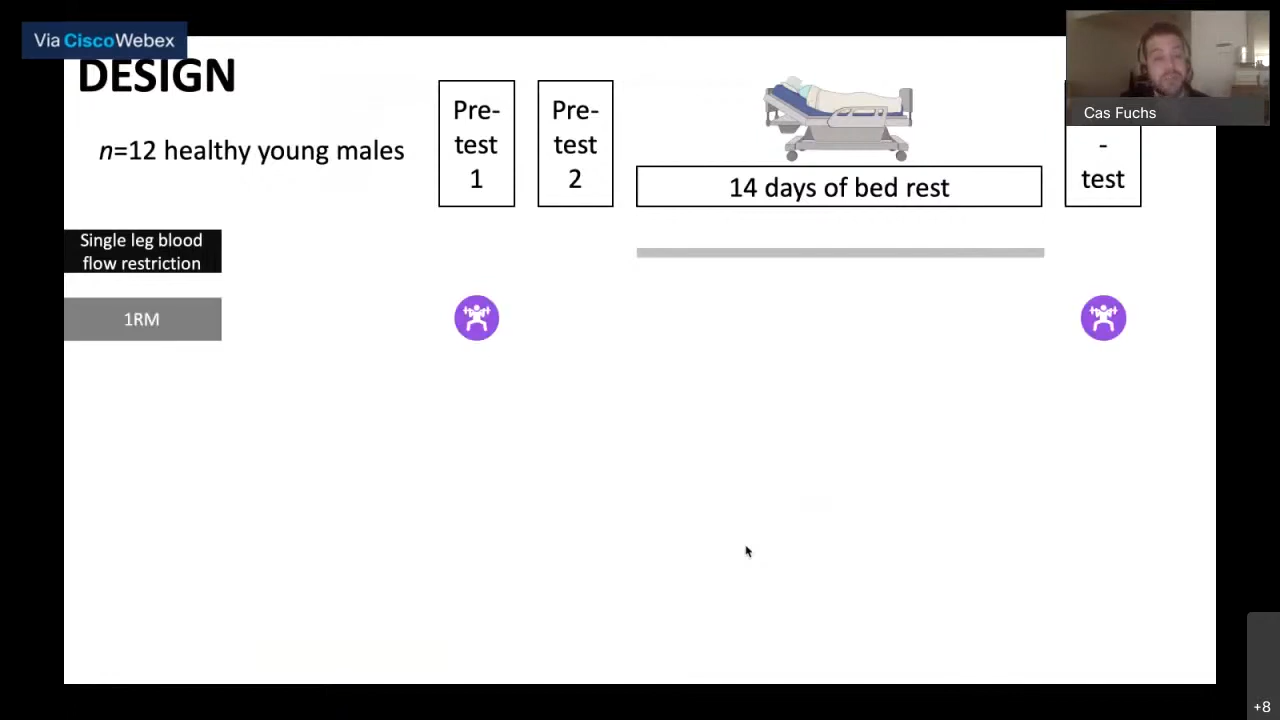 Via CiscoWebex
DESIGN
n=12 healthy young males
Pre-
test
1
Pre-
test
2
14 days of bed rest
-
test
Cas Fuchs
Single leg blood
flow restriction
1RM
+8